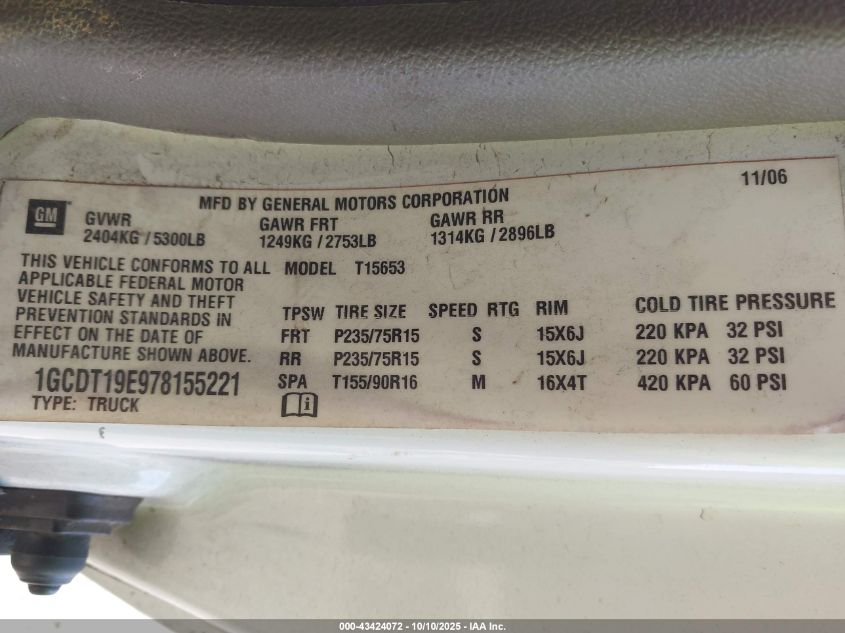 MFD BY GENERAL MOTORS CORPORATION 11/06
GM
GVWR GAWR FRT GAWR RR
2404KG / 5300LB 1249KG / 2753LB 1314KG / 2896LB
THIS VEHICLE CONFORMS TO ALL MODEL T15653
APPLICABLE FEDERAL MOTOR
VEHICLE SAFETY AND THEFT
PREVENTION STANDARDS IN
EFFECT ON THE DATE OF
MANUFACTURE SHOWN ABOVE.
1GCDT19E978155221
TYPE: TRUCK
TPSW TIRE SIZE SPEED RTG RIM COLD TIRE PRESSURE
FRT P235/75R15 S 15X6J 220 KPA 32 PSI
RR P235/75R15 S 15X6J 220 KPA 32 PSI
SPA T155/90R16 M 16X4T 420 KPA 60 PSI
i
000-43424072 - 10/10/2025 - IAA Inc.